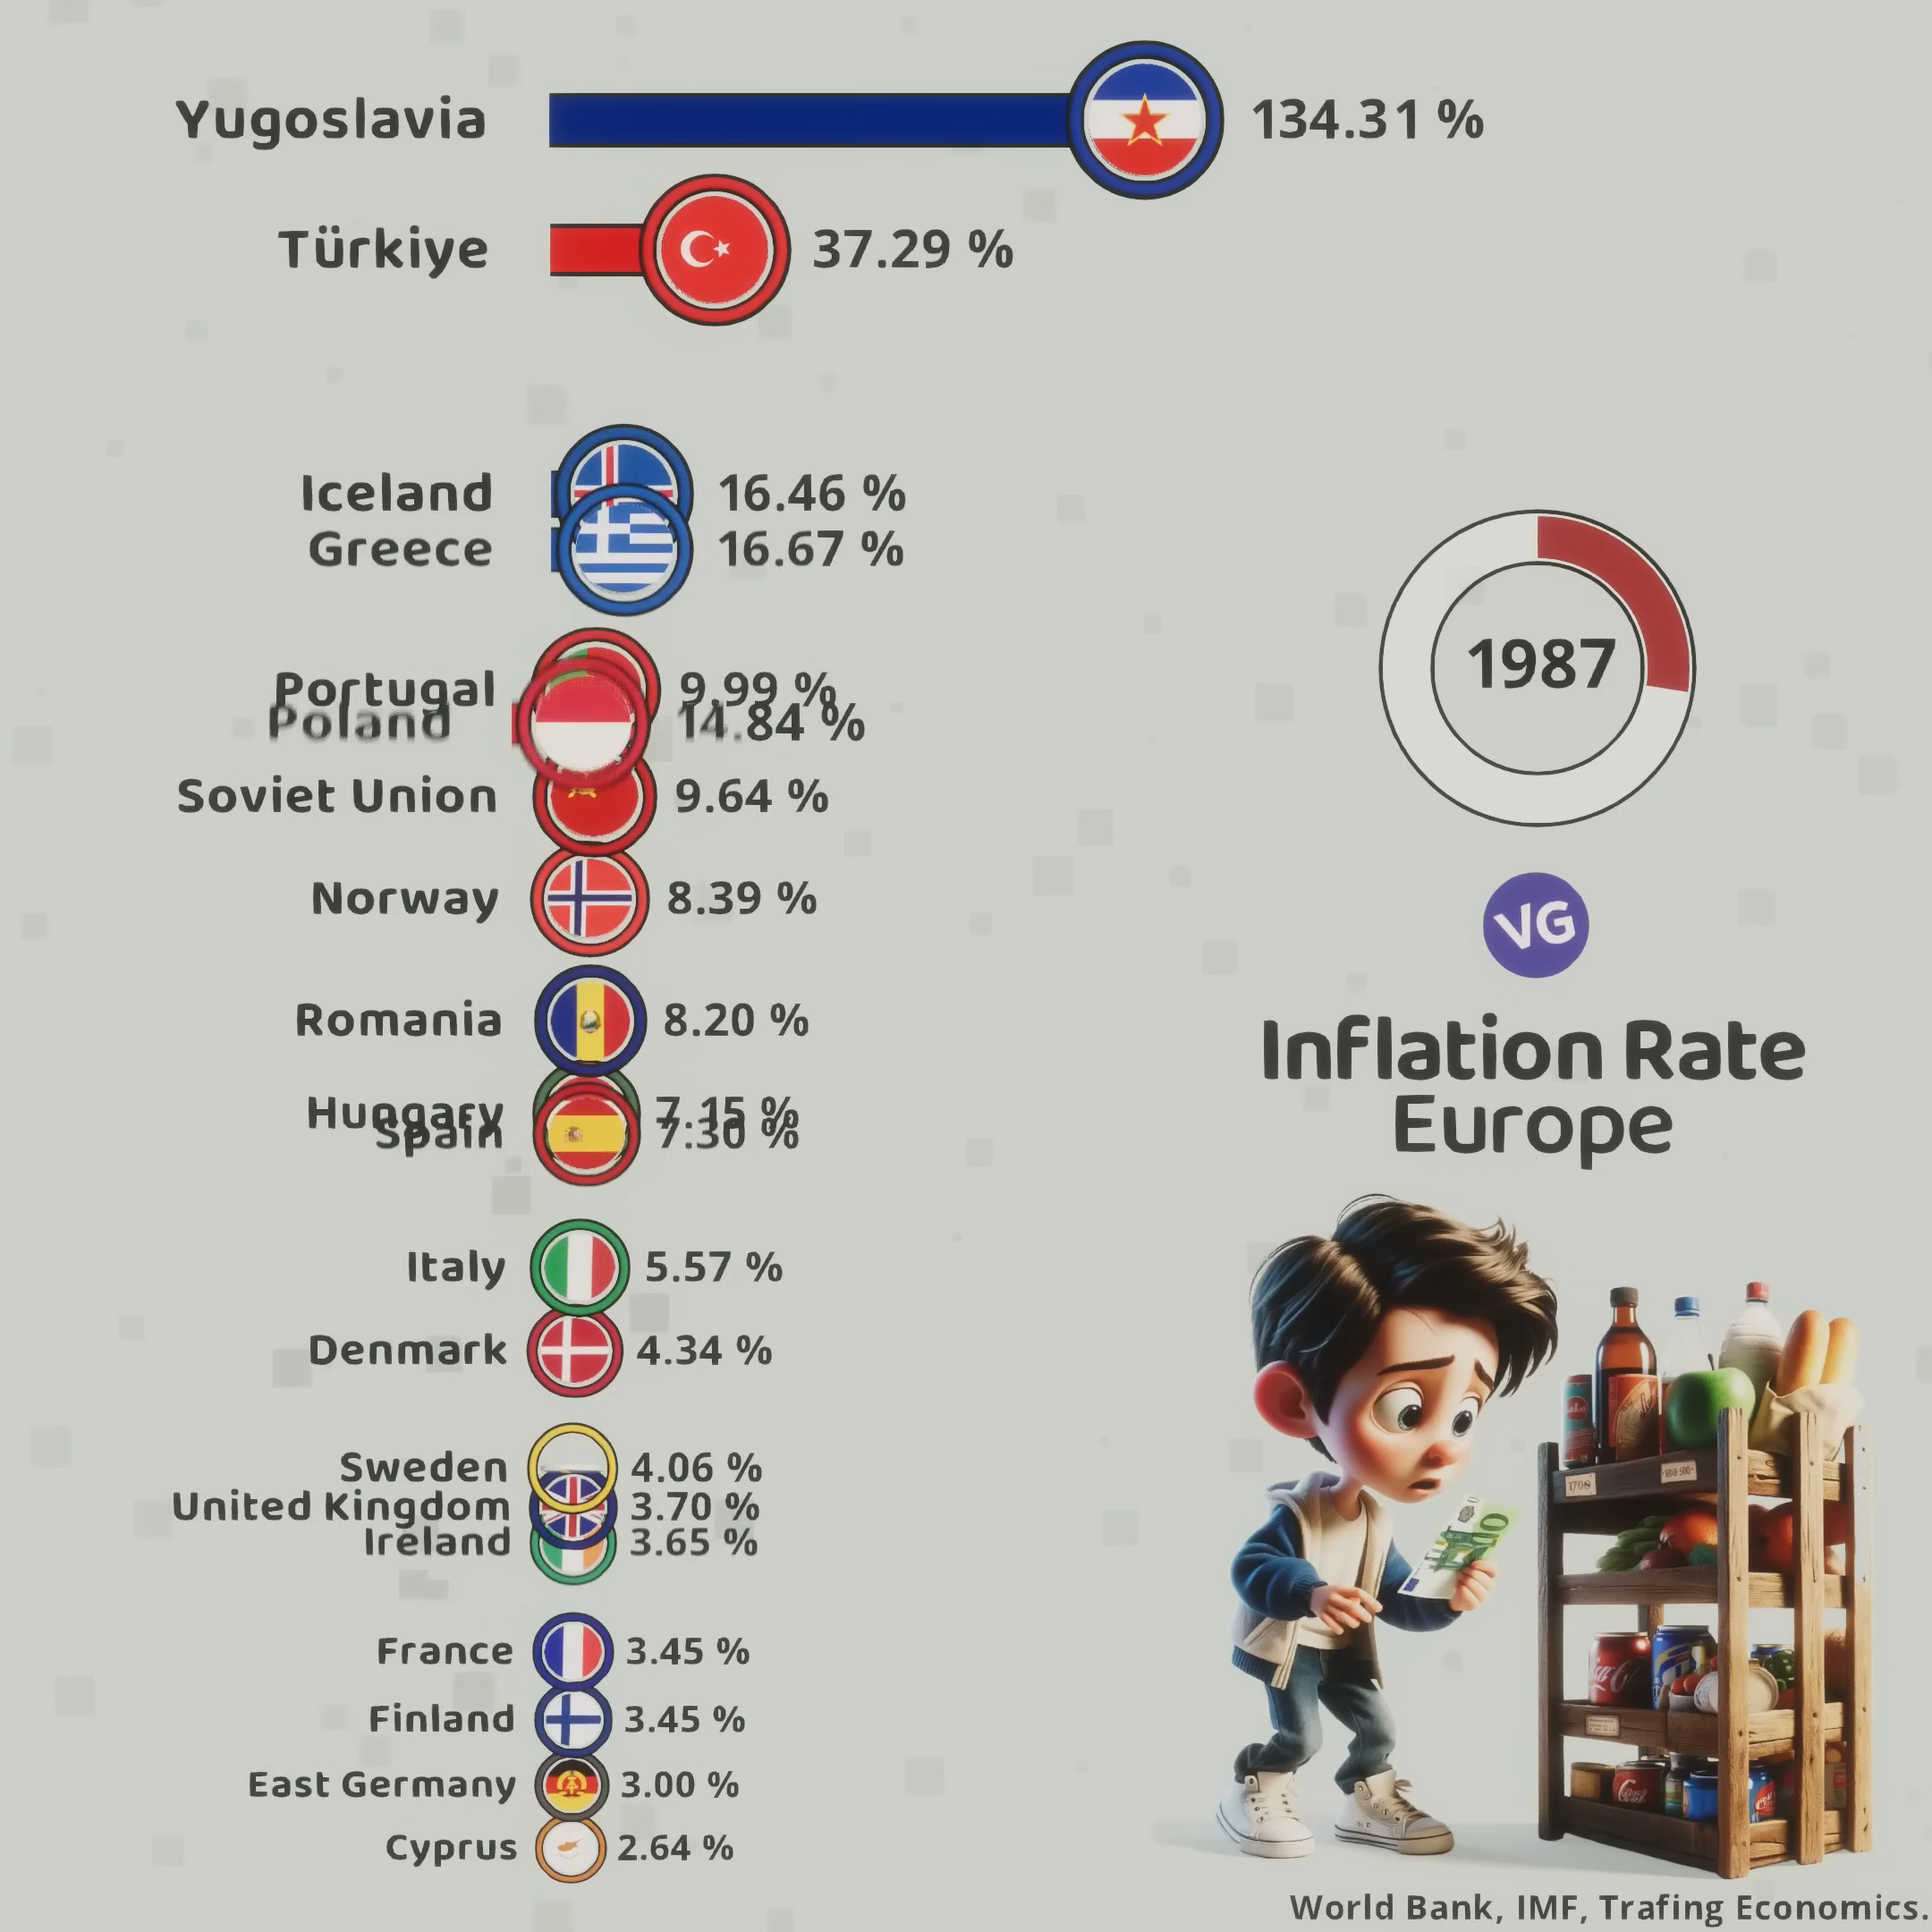 Yugoslavia 134.31 %
Türkiye 37.29 %
Iceland 16.46 %
Greece 16.67 %
Portugal 9.99 %
Poland 14.84 %
Soviet Union 9.64 %
Norway 8.39 %
Romania 8.20 %
Hungary 7.15 %
Spain 7.30 %
Italy 5.57 %
Denmark 4.34 %
Sweden 4.06 %
United Kingdom 3.70 %
Ireland 3.65 %
France 3.45 %
Finland 3.45 %
East Germany 3.00 %
Cyprus 2.64 %
1987
VG
Inflation Rate
Europe
World Bank, IMF, Trafing Economics.